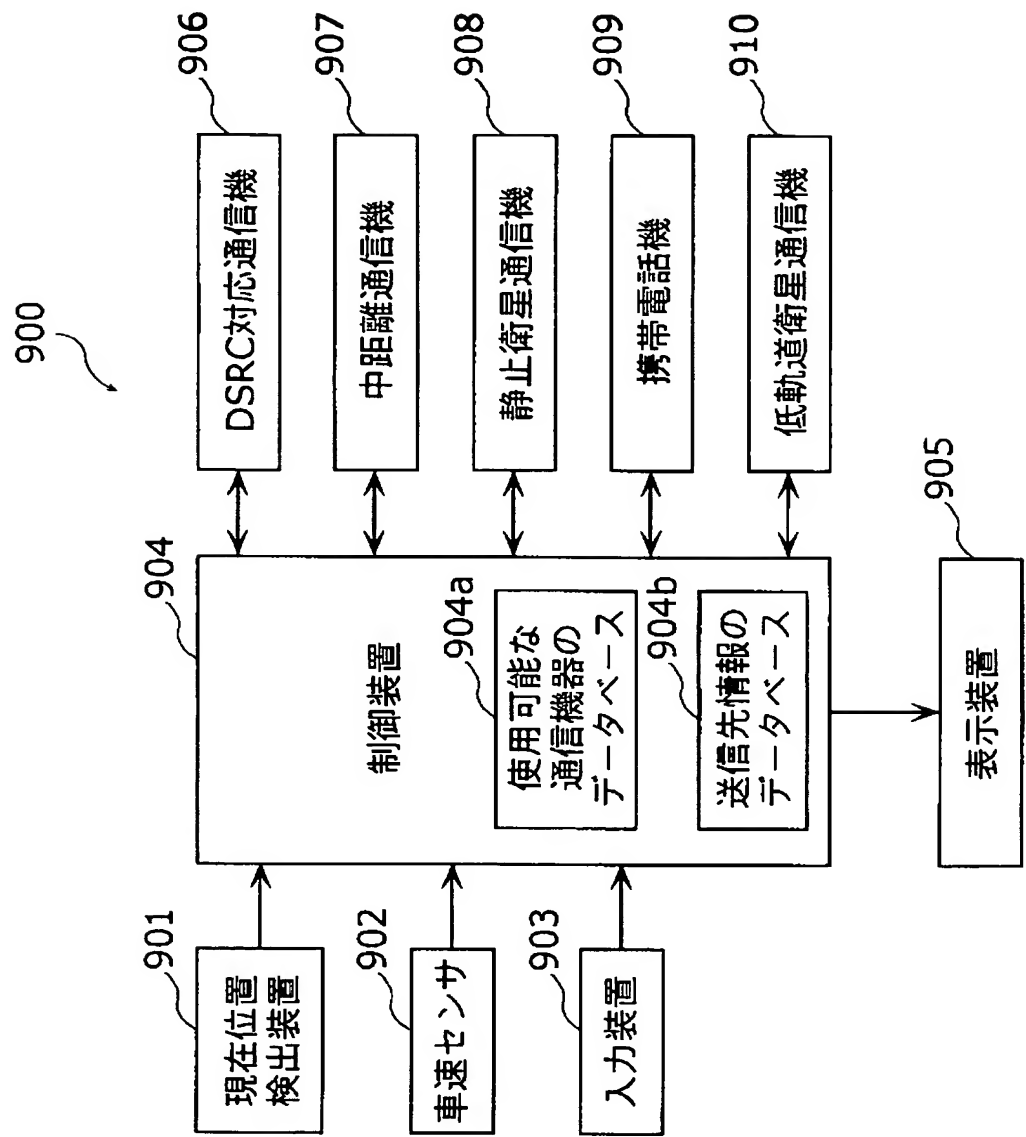 900
901
現在位置
検出装置
902
車速センサ
903
入力装置
904
制御装置
904a
使用可能な
通信機器の
データベース
904b
送信先情報の
データベース
905
表示装置
906
DSRC対応通信機
907
中距離通信機
908
静止衛星通信機
909
携帯電話機
910
低軌道衛星通信機